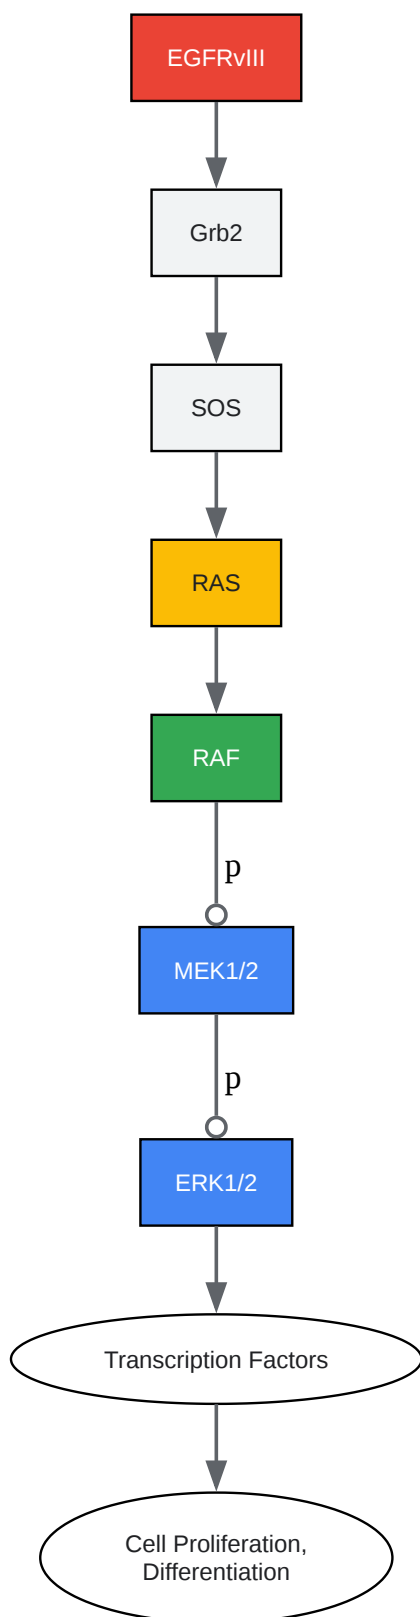 EGFRvIII
Grb2
SOS
RAS
RAF
p
MEK1/2
p
ERK1/2
Transcription Factors
Cell Proliferation,
Differentiation